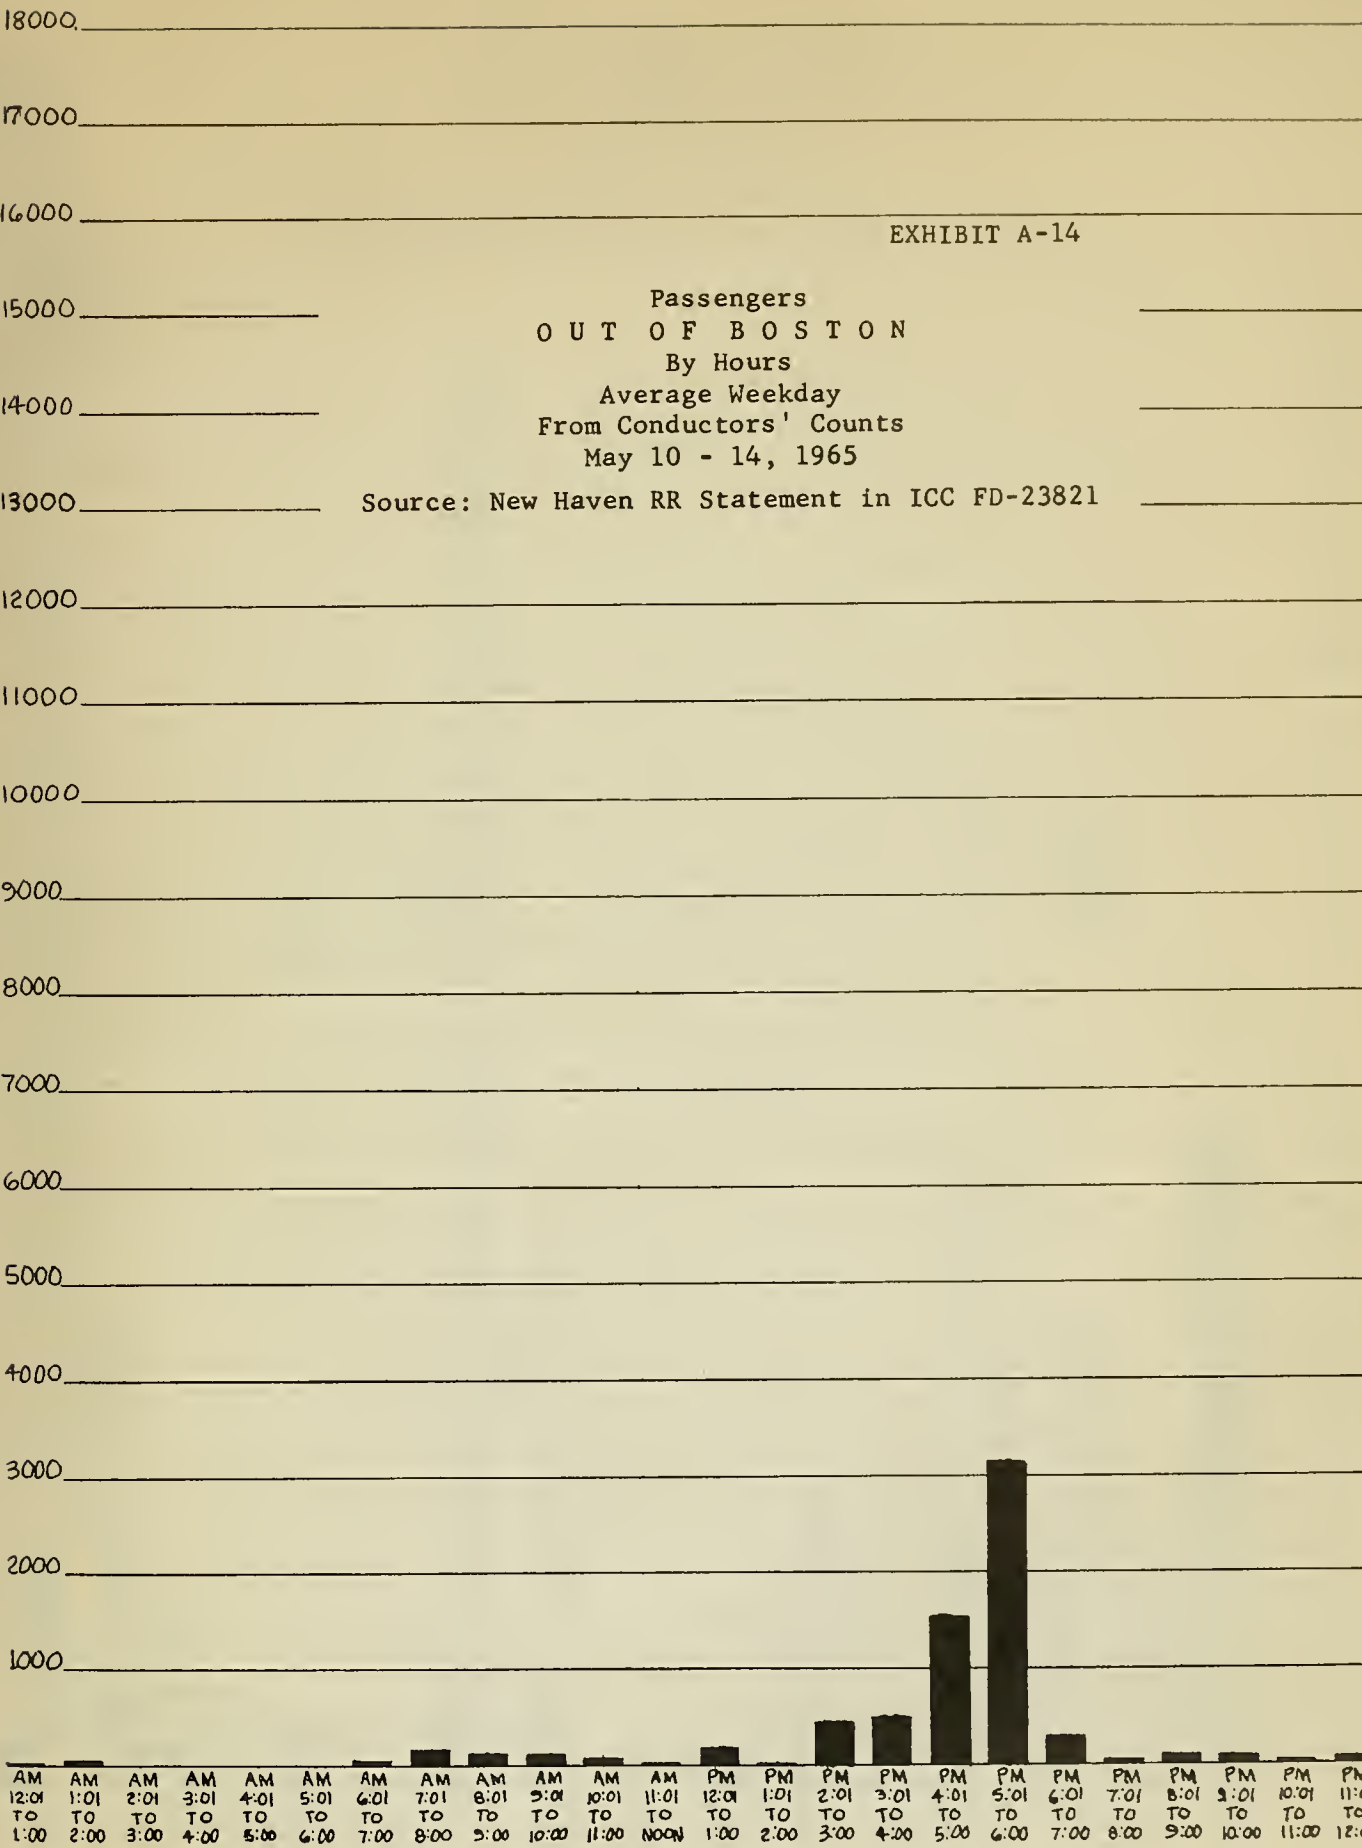 18000
17000
16000
EXHIBIT A-14
15000
Passengers
OUT OF BOSTON
By Hours
Average Weekday
14000
From Conductors' Counts
May 10 - 14, 1965
13000
Source: New Haven RR Statement in ICC FD-23821
12000
11000
10000
9000
8000
7000
6000
5000
4000
3000
2000
1000
AM AM AM AM AM AM AM AM AM AM AM AM PM PM PM PM PM PM PM PM PM PM PM
12:01 1:01 2:01 3:01 4:01 5:01 6:01 7:01 8:01 9:01 10:01 11:01 12:01 1:01 2:01 3:01 4:01 5:01 6:01 7:01 8:01 9:01 10:01
TO TO TO TO TO TO TO TO TO TO TO TO TO TO TO TO TO TO TO TO TO TO TO
1:00 2:00 3:00 4:00 5:00 6:00 7:00 8:00 9:00 10:00 11:00 NOON 1:00 2:00 3:00 4:00 5:00 6:00 7:00 8:00 9:00 10:00 11:00